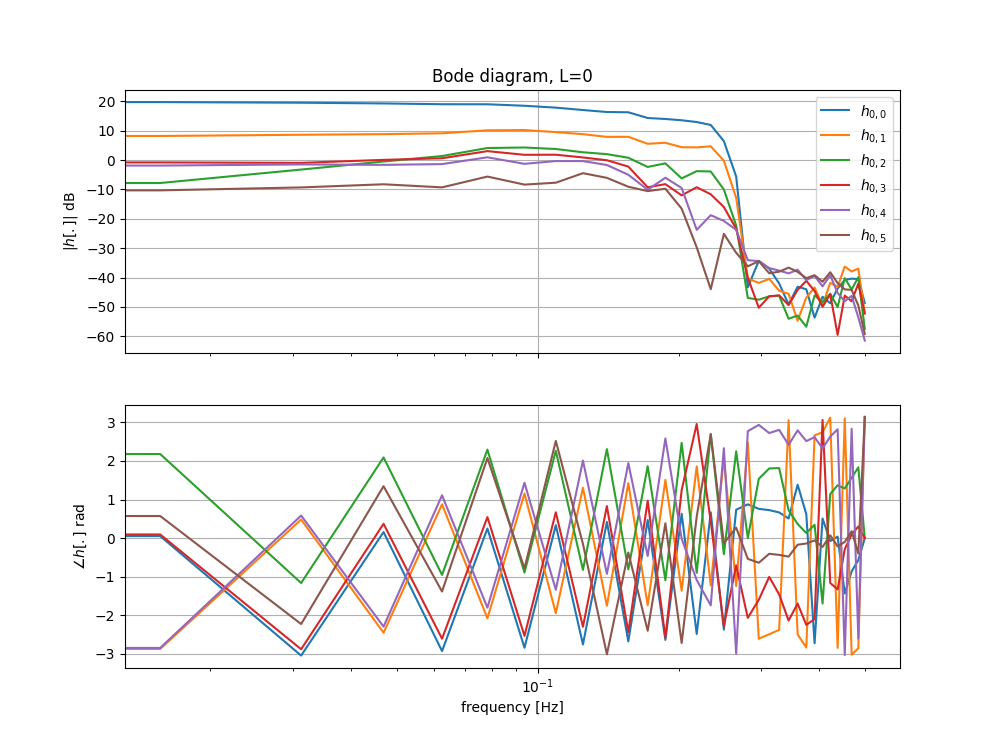 Bode diagram, L=0
|h[.]| dB
20
10
0
−10
−20
−30
−40
−50
−60
h0,0
h0,1
h0,2
h0,3
h0,4
h0,5
∠h[.] rad
3
2
1
0
−1
−2
−3
10−1
frequency [Hz]